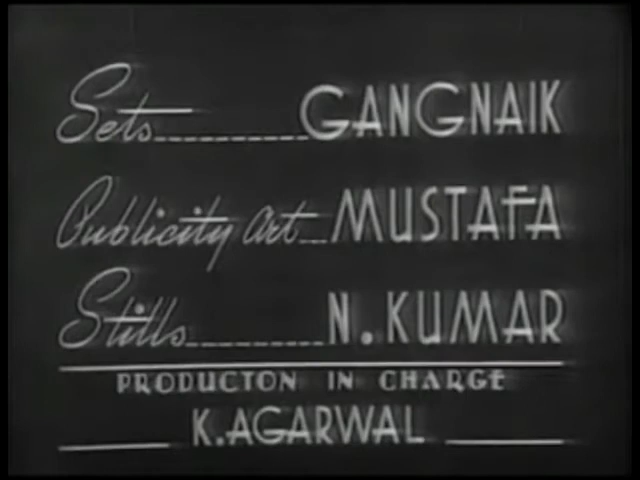 Sets.......... GANGNAIK
Publicity Art.. MUSTAFA
Stills.......... N. KUMAR
PRODUCTON IN CHARGE
K. AGARWAL